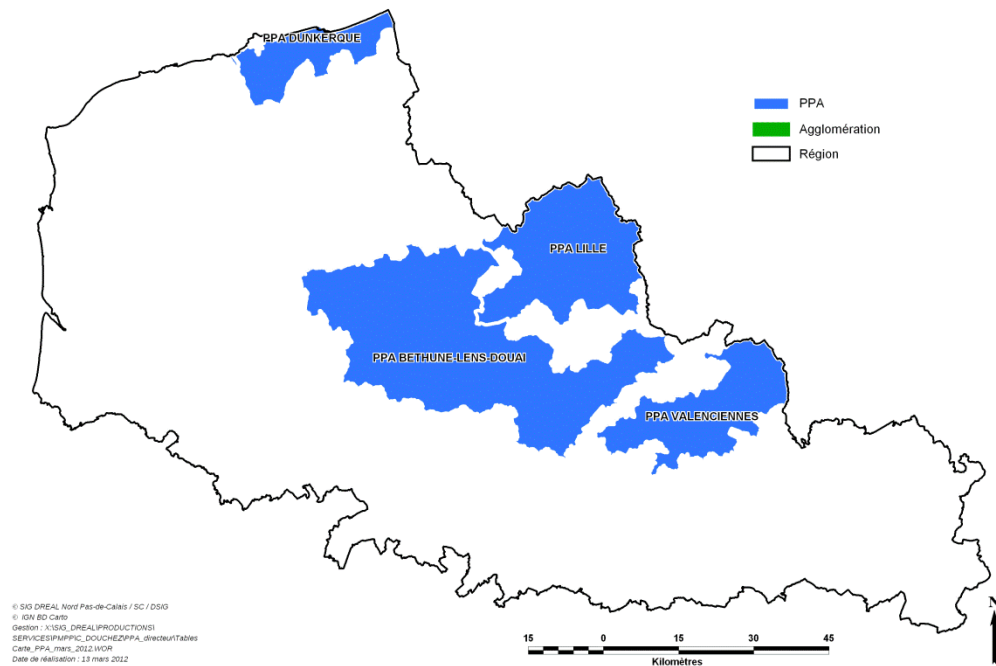 PPA DUNKERQUE
PPA
Agglomération
Région
PPA LILLE
PPA BETHUNE-LENS-DOUAI
PPA VALENCIENNES
© SIG DREAL Nord Pas-de-Calais / SC / DSIG
© IGN BD Carto
Gestion : X:\SIG_DREAL\PRODUCTIONS\
SERVICES\PMPP\C_DOUCHEZ\PPA_directeur\Tables
Carte_PPA_mars_2012.WOR
Date de réalisation : 13 mars 2012
15 0 15 30 45
Kilomètres
N